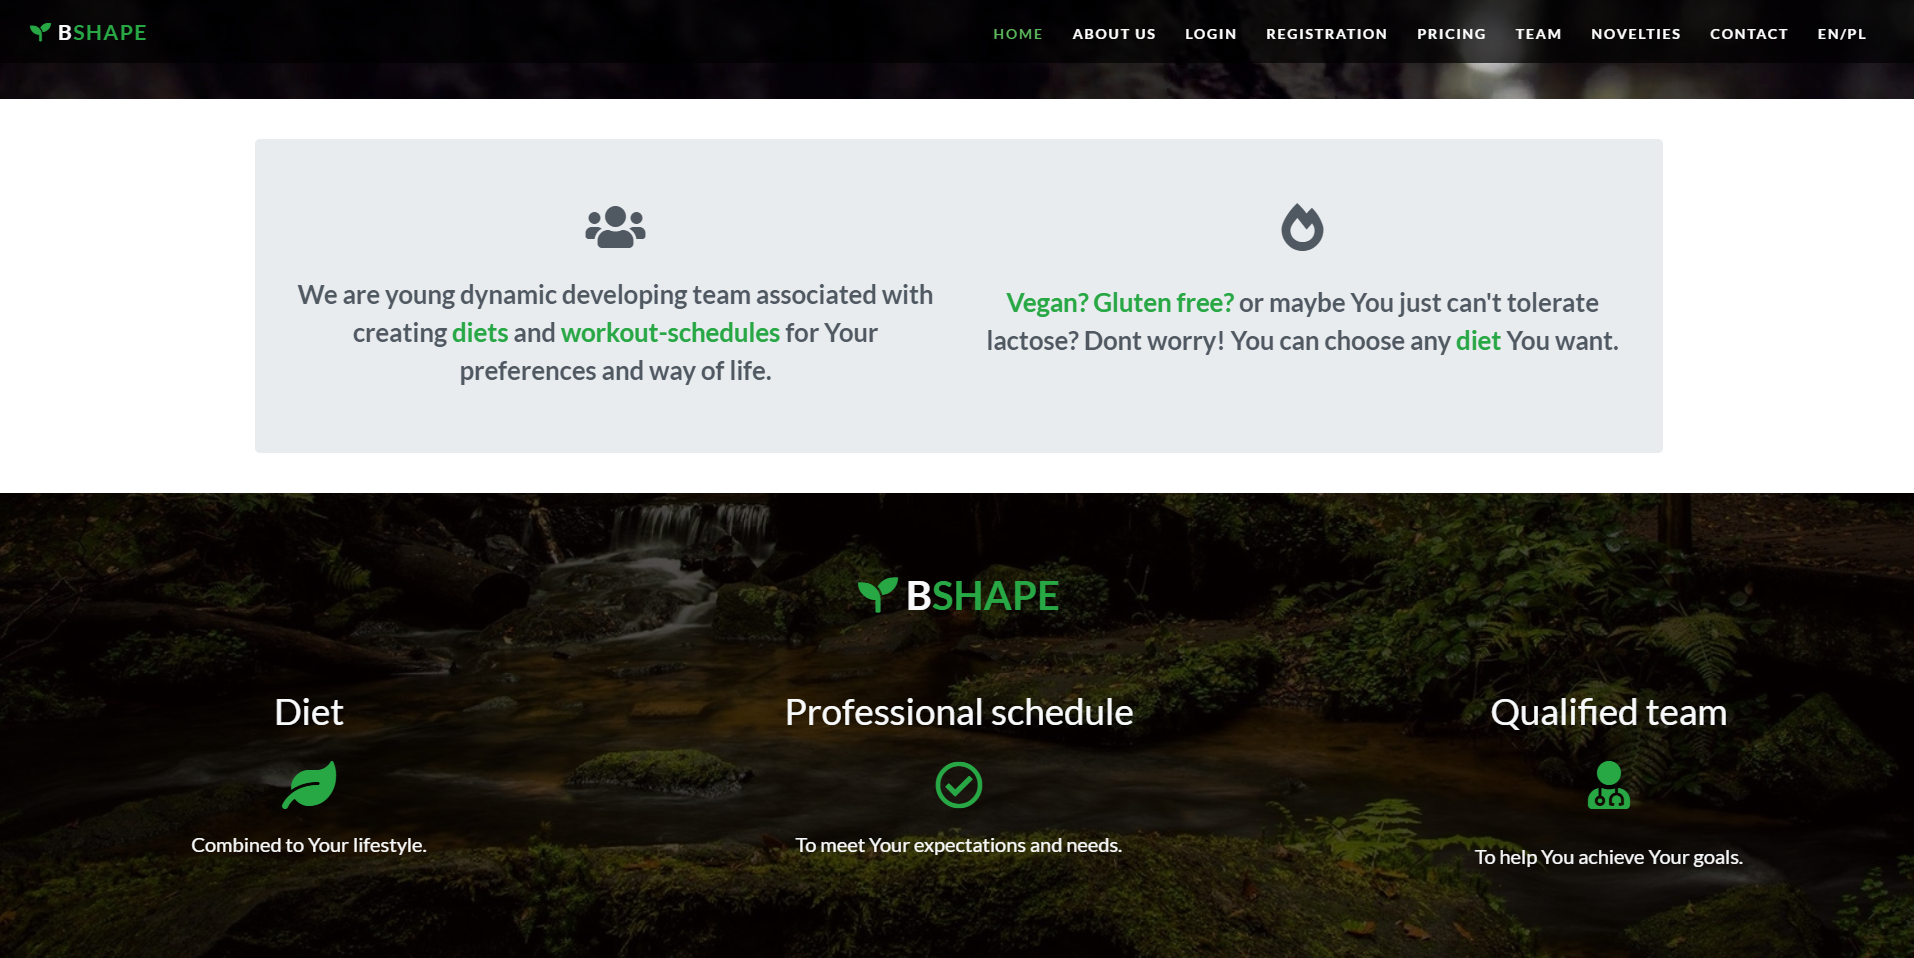 BSHAPE
HOME ABOUT US LOGIN REGISTRATION PRICING TEAM NOVELTIES CONTACT EN/PL
We are young dynamic developing team associated with
creating diets and workout-schedules for Your
preferences and way of life.
Vegan? Gluten free? or maybe You just can't tolerate
lactose? Dont worry! You can choose any diet You want.
BSHAPE
Diet
Combined to Your lifestyle.
Professional schedule
To meet Your expectations and needs.
Qualified team
To help You achieve Your goals.